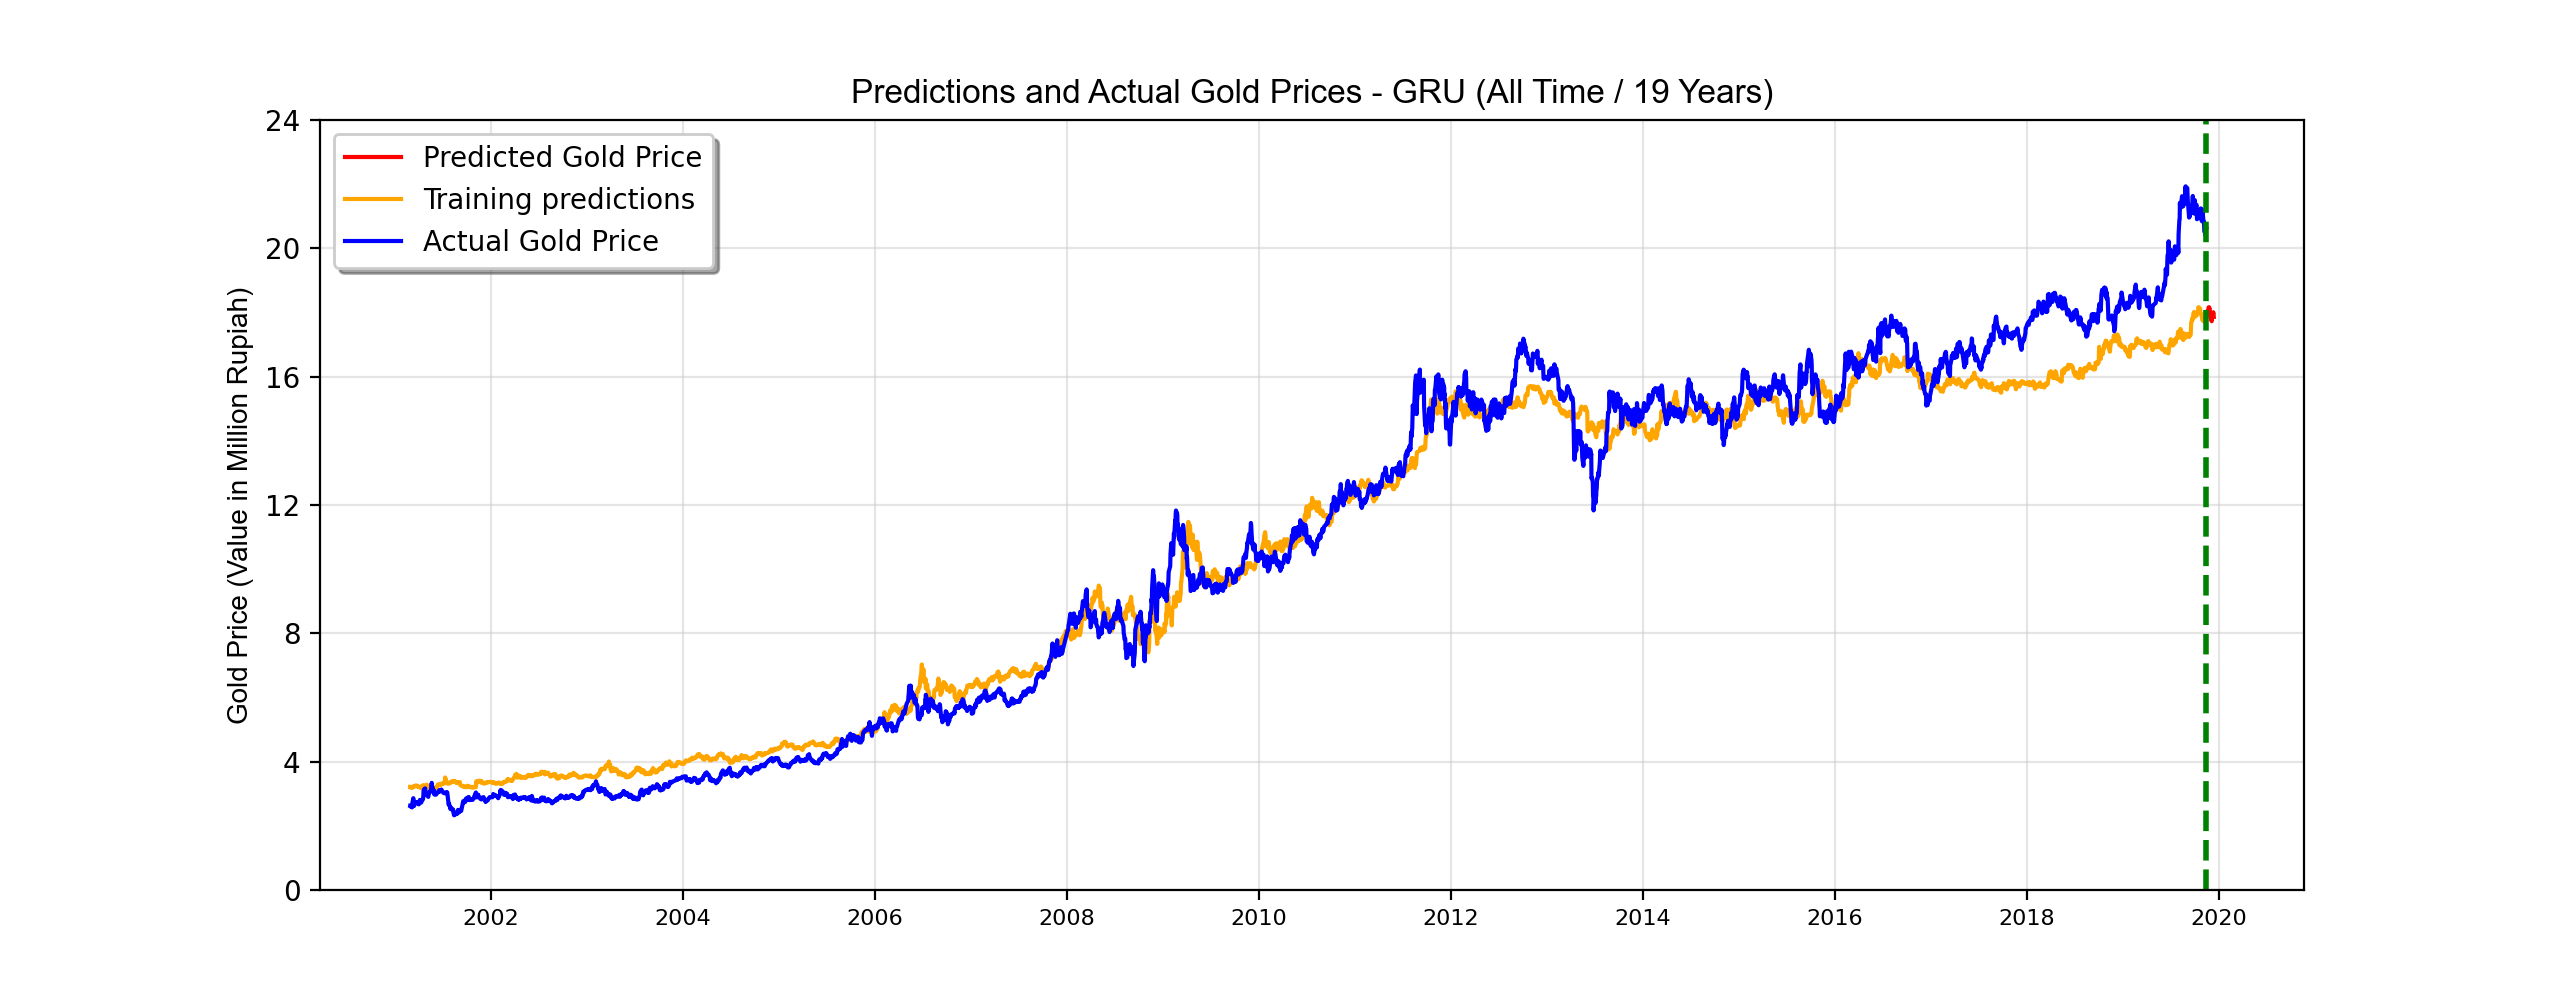 Predictions and Actual Gold Prices - GRU (All Time / 19 Years)
Predicted Gold Price
Training predictions
Actual Gold Price
Gold Price (Value in Million Rupiah)
24
20
16
12
8
4
0
2002 2004 2006 2008 2010 2012 2014 2016 2018 2020